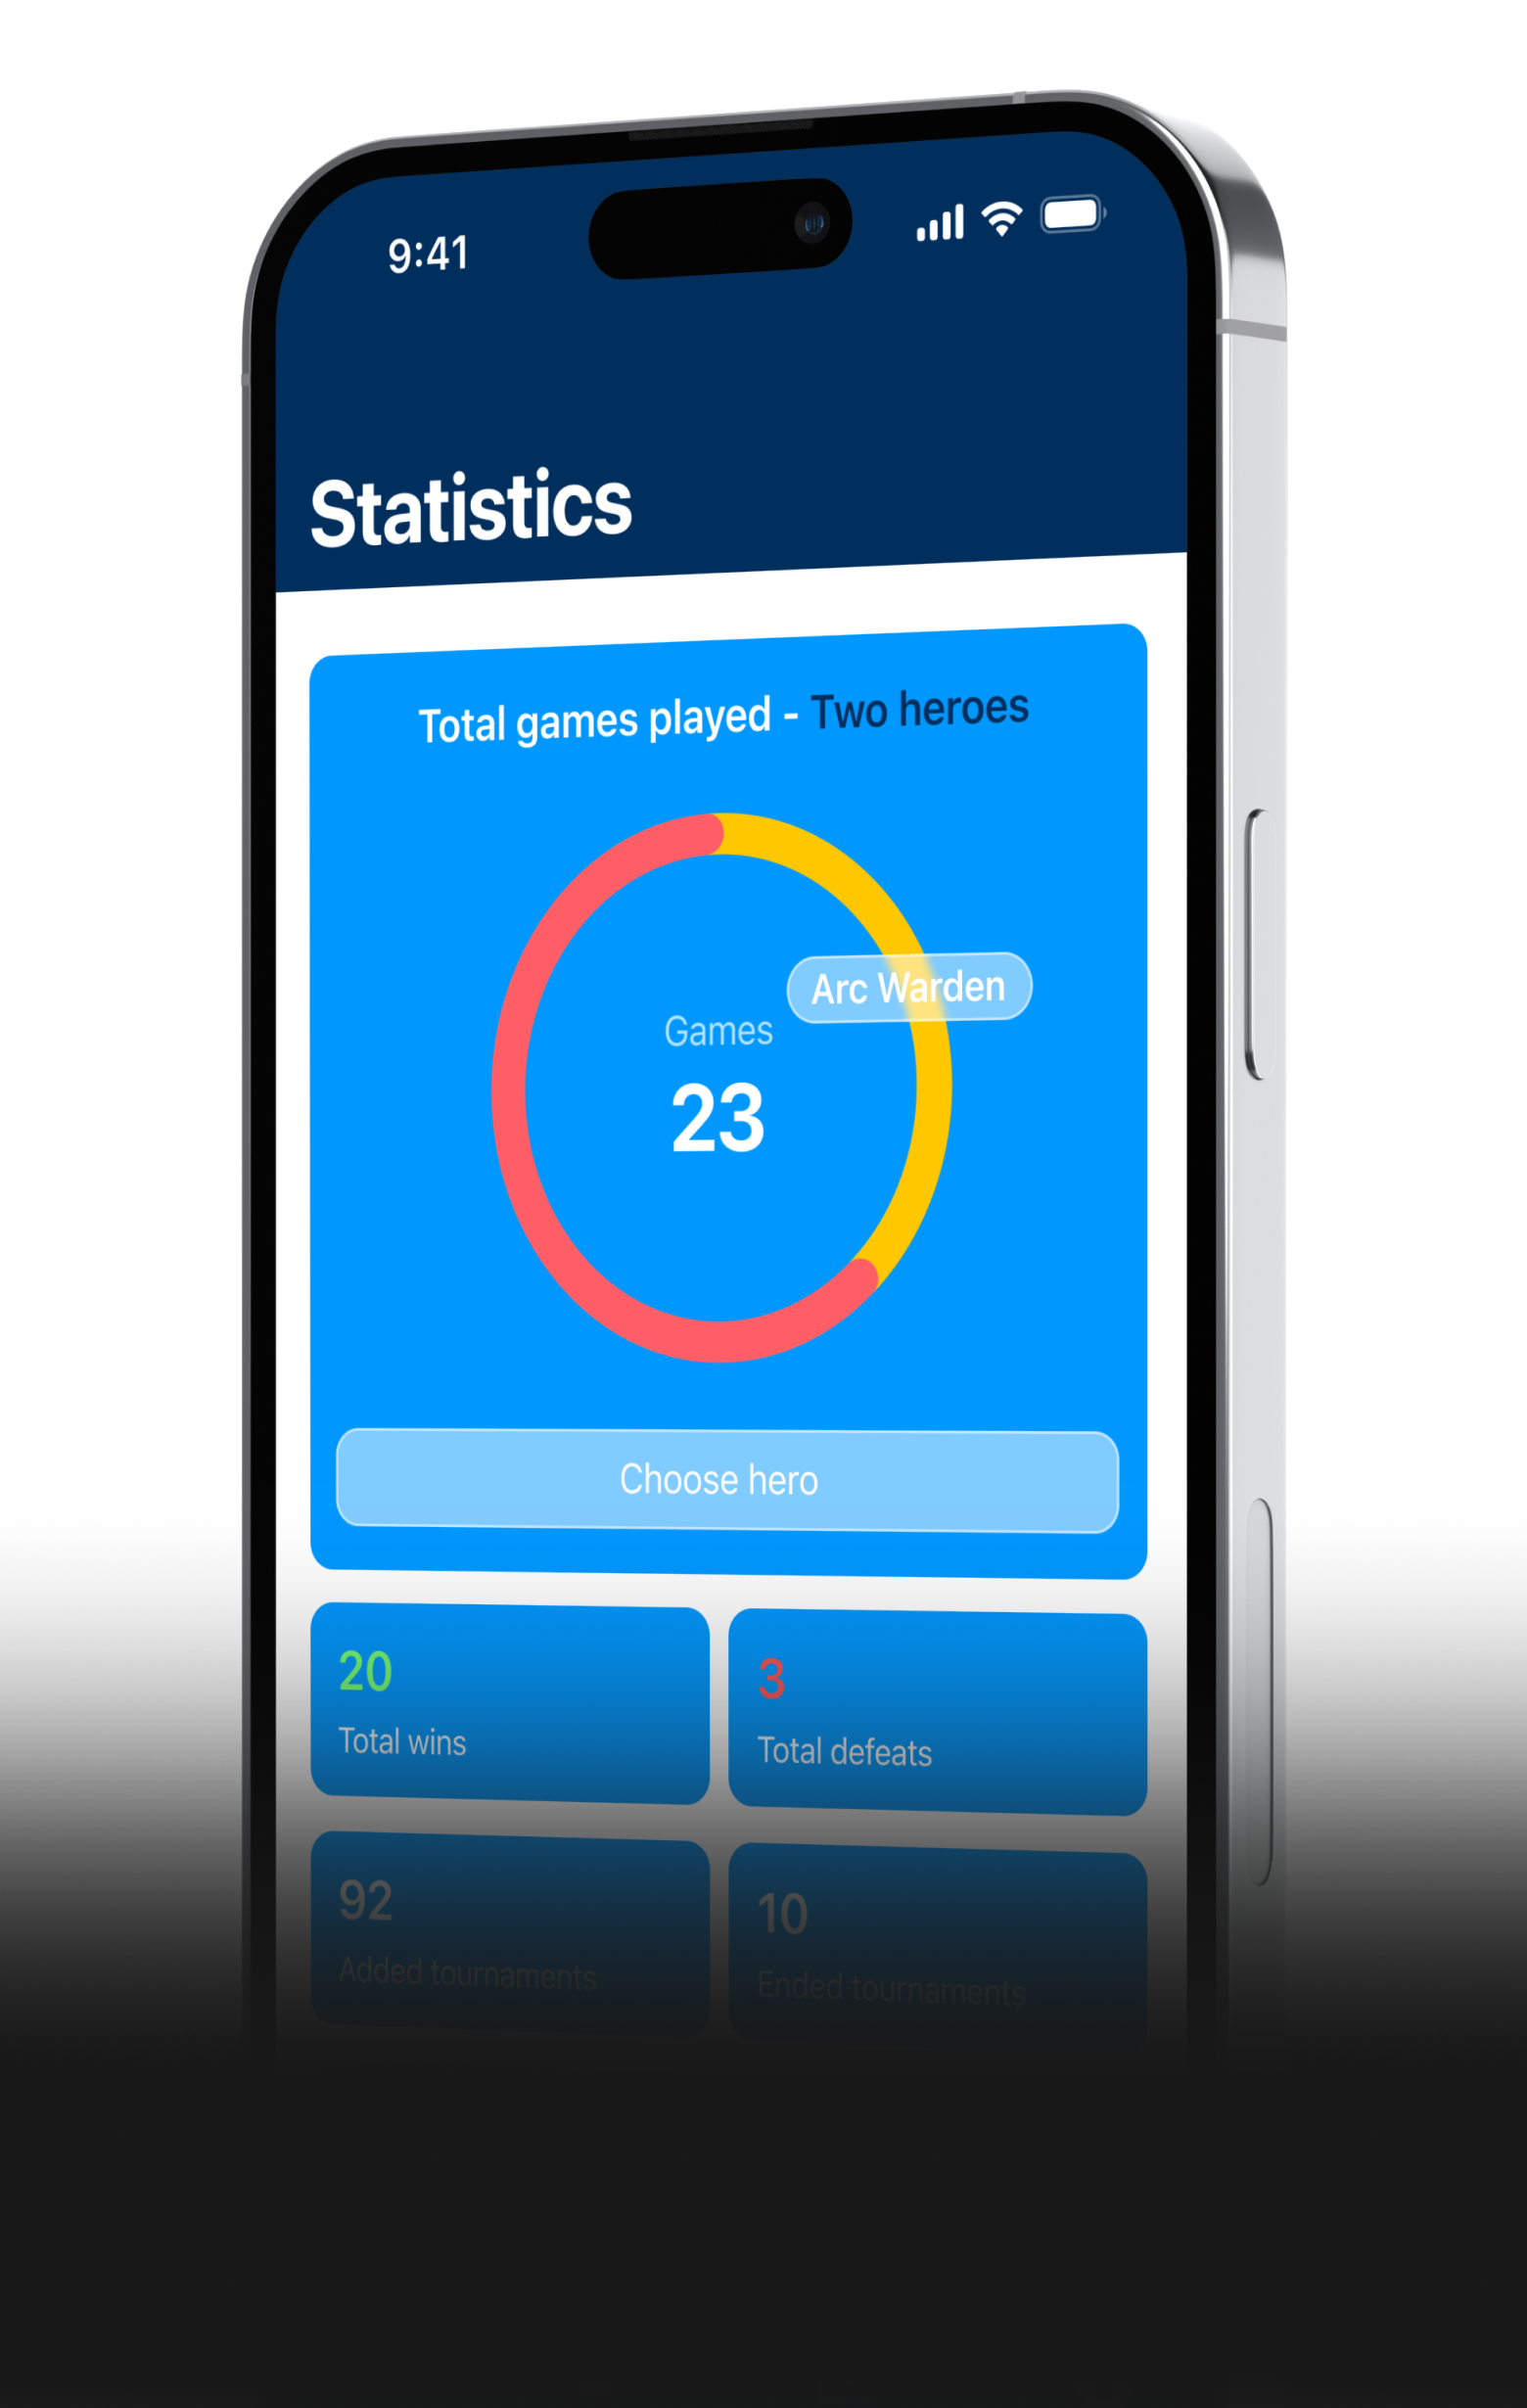 9:41
Statistics
Total games played - Two heroes
Arc Warden
Games
23
Choose hero
20
Total wins
3
Total defeats
92
Added tournaments
10
Ended tournaments